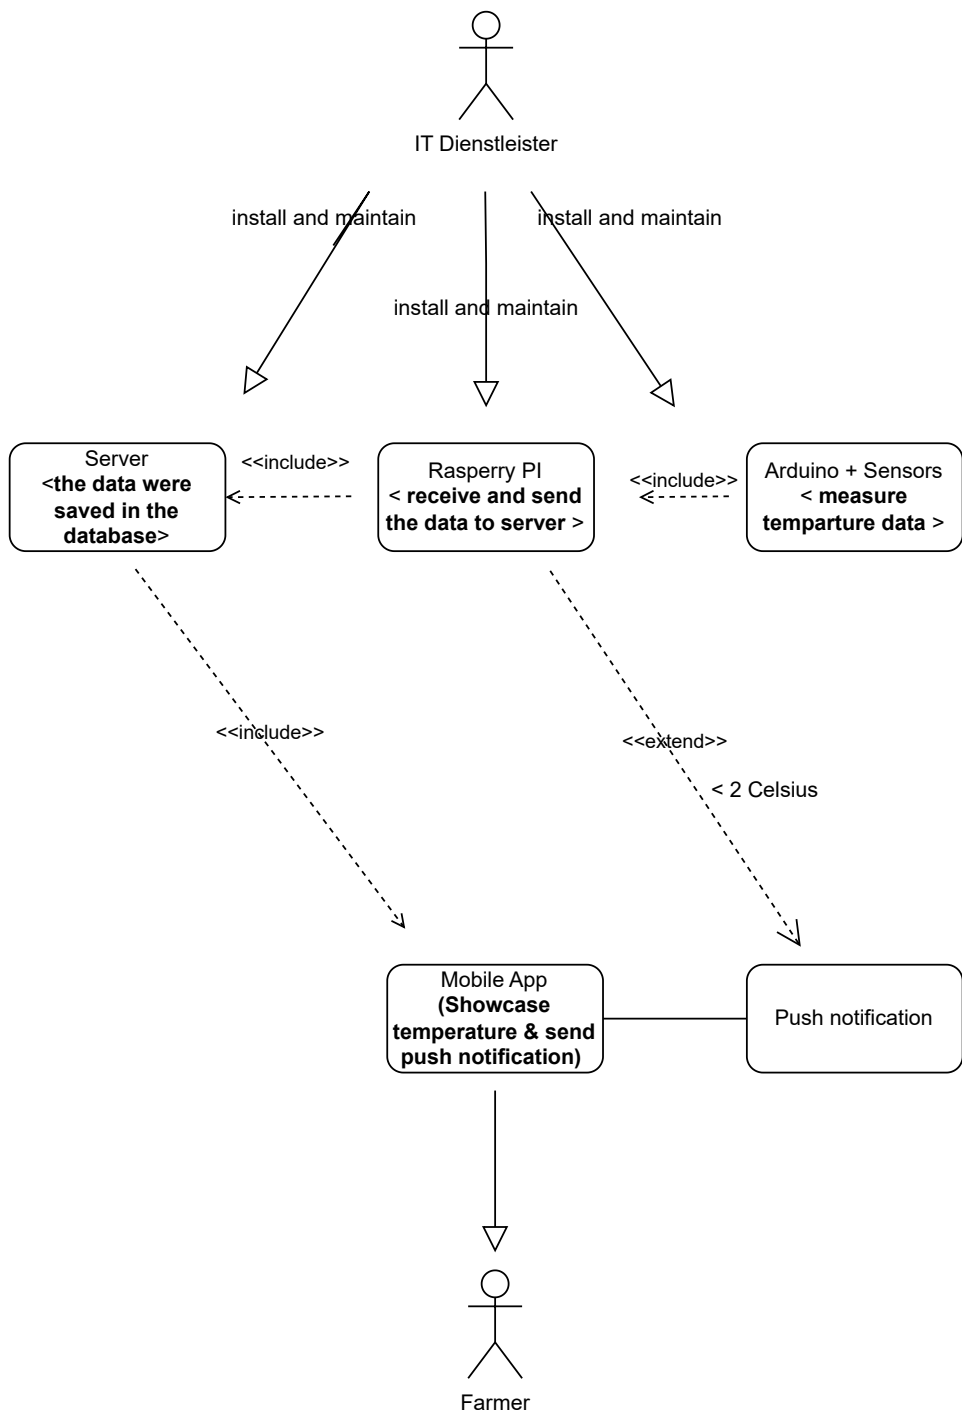 IT Dienstleister
install and maintain
install and maintain
install and maintain
Server
<the data were
saved in the
database>
<<include>>
Rasperry PI
< receive and send
the data to server >
<<include>>
Arduino + Sensors
< measure
temparture data >
<<include>>
<<extend>>
< 2 Celsius
Mobile App
(Showcase
temperature & send
push notification)
Push notification
Farmer